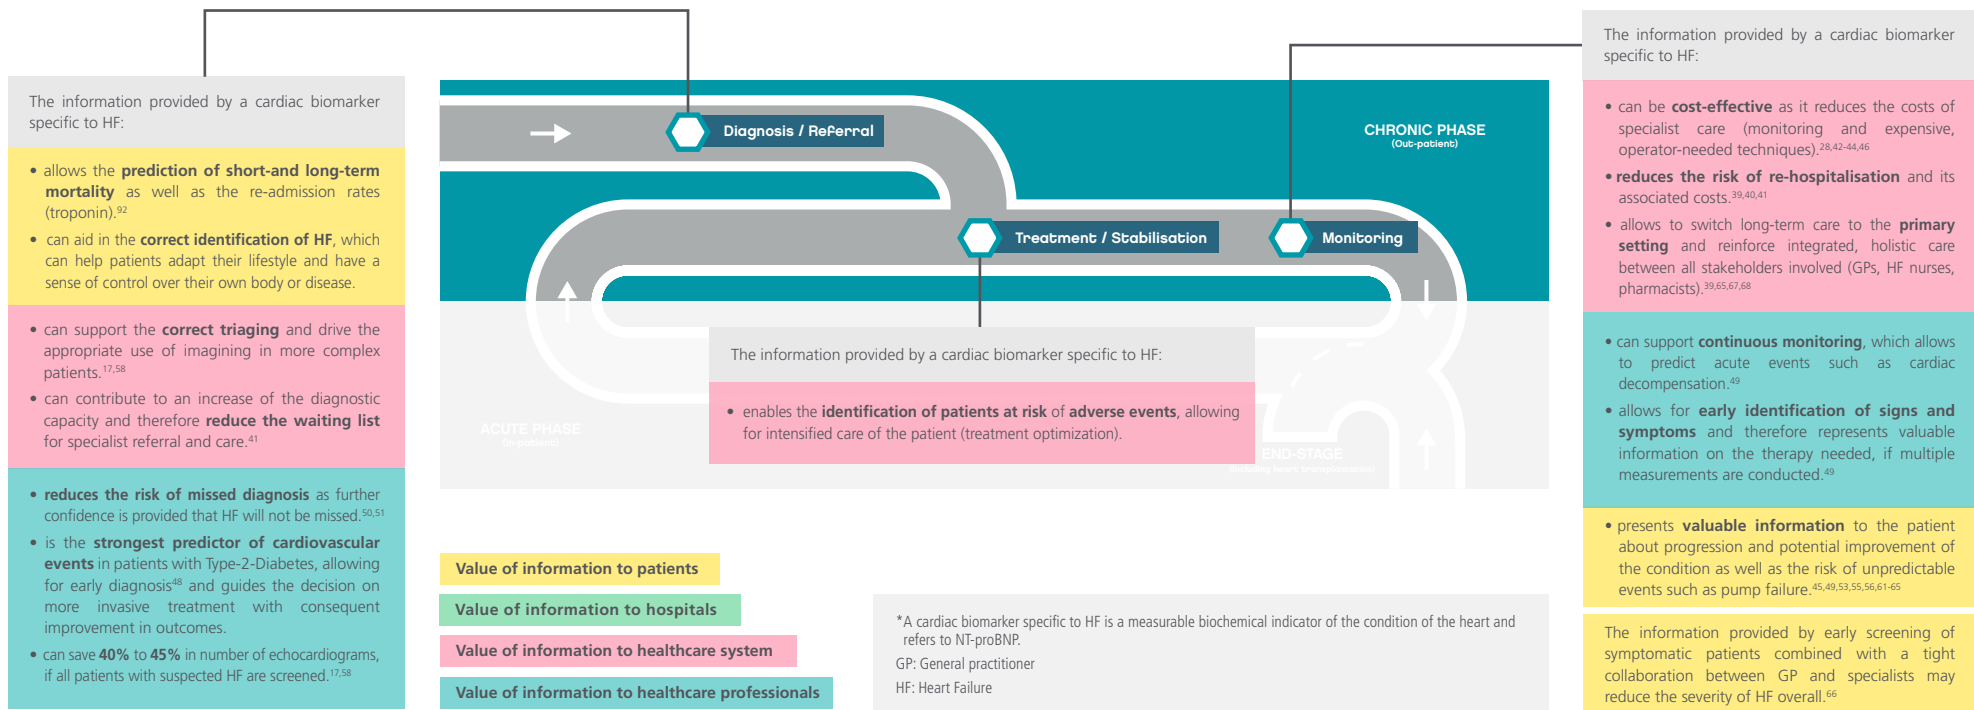 The information provided by a cardiac biomarker
specific to HF:
• allows the prediction of short-and long-term
mortality as well as the re-admission rates
(troponin).92
• can aid in the correct identification of HF, which
can help patients adapt their lifestyle and have a
sense of control over their own body or disease.
• can support the correct triaging and drive the
appropriate use of imagining in more complex
patients.17,58
• can contribute to an increase of the diagnostic
capacity and therefore reduce the waiting list
for specialist referral and care.41
• reduces the risk of missed diagnosis as further
confidence is provided that HF will not be missed.50,51
• is the strongest predictor of cardiovascular
events in patients with Type-2-Diabetes, allowing
for early diagnosis48 and guides the decision on
more invasive treatment with consequent
improvement in outcomes.
• can save 40% to 45% in number of echocardiograms,
if all patients with suspected HF are screened.17,58
Diagnosis / Referral
CHRONIC PHASE
(Out-patient)
Treatment / Stabilisation
Monitoring
The information provided by a cardiac biomarker specific to HF:
• enables the identification of patients at risk of adverse events, allowing
for intensified care of the patient (treatment optimization).
ACUTE PHASE
(In-patient)
END-STAGE
(including heart transplantation)
Value of information to patients
Value of information to hospitals
Value of information to healthcare system
Value of information to healthcare professionals
*A cardiac biomarker specific to HF is a measurable biochemical indicator of the condition of the heart and
refers to NT-proBNP.
GP: General practitioner
HF: Heart Failure
The information provided by a cardiac biomarker
specific to HF:
• can be cost-effective as it reduces the costs of
specialist care (monitoring and expensive,
operator-needed techniques).28,42-44,46
• reduces the risk of re-hospitalisation and its
associated costs.39,40,41
• allows to switch long-term care to the primary
setting and reinforce integrated, holistic care
between all stakeholders involved (GPs, HF nurses,
pharmacists).39,65,67,68
• can support continuous monitoring, which allows
to predict acute events such as cardiac
decompensation.49
• allows for early identification of signs and
symptoms and therefore represents valuable
information on the therapy needed, if multiple
measurements are conducted.49
• presents valuable information to the patient
about progression and potential improvement of
the condition as well as the risk of unpredictable
events such as pump failure.45,49,53,55,56,61-65
The information provided by early screening of
symptomatic patients combined with a tight
collaboration between GP and specialists may
reduce the severity of HF overall.66